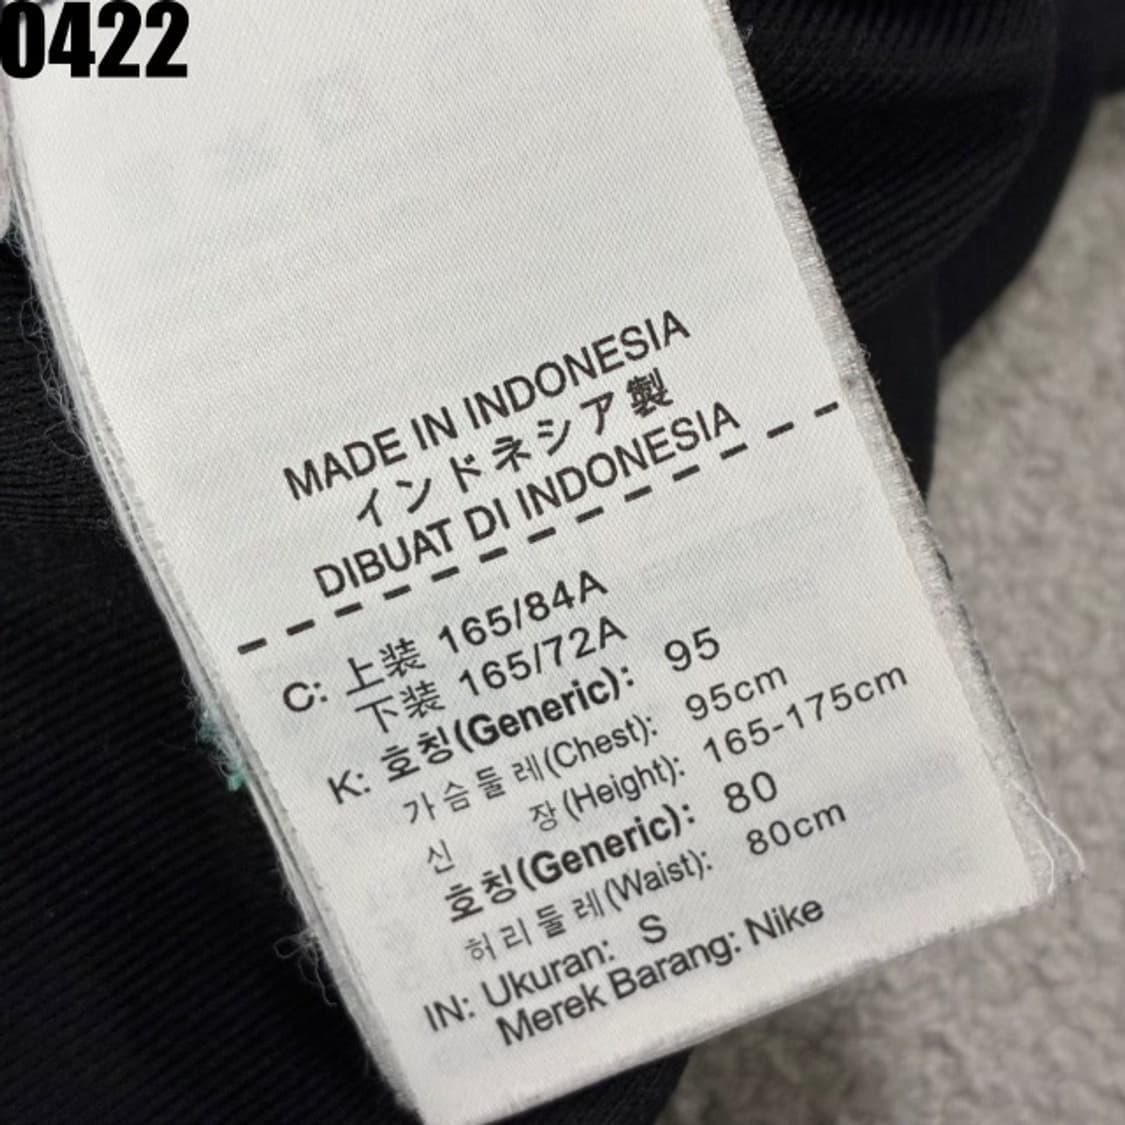 0422
MADE IN INDONESIA
インドネシア製
DIBUAT DI INDONESIA
C: 上装 165/84A
下装 165/72A
K: 호칭(Generic): 95
가슴둘레(Chest): 95cm
신 장(Height): 165-175cm
호칭(Generic): 80
허리둘레(Waist): 80cm
IN: Ukuran: S
Merek Barang: Nike